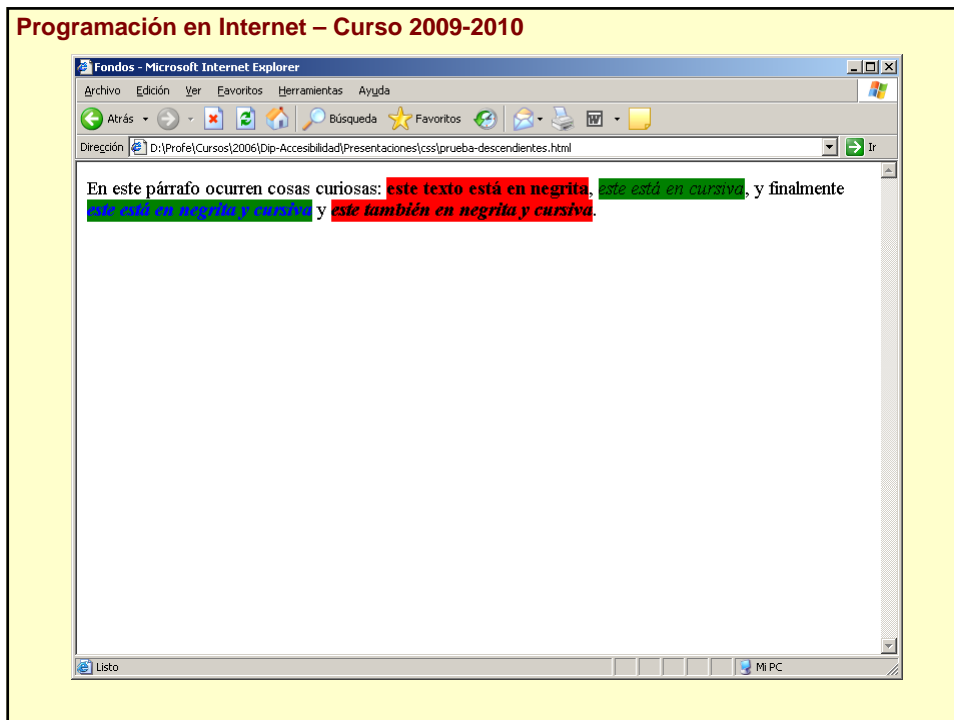 Programación en Internet – Curso 2009-2010
Fondos - Microsoft Internet Explorer
Archivo Edición Ver Favoritos Herramientas Ayuda
Atrás Búsqueda Favoritos
Dirección D:\Profe\Cursos\2006\Dip-Accesibilidad\Presentaciones\css\prueba-descendientes.html Ir
En este párrafo ocurren cosas curiosas: este texto está en negrita, este está en cursiva, y finalmente
este está en negrita y cursiva y este también en negrita y cursiva.
Listo Mi PC